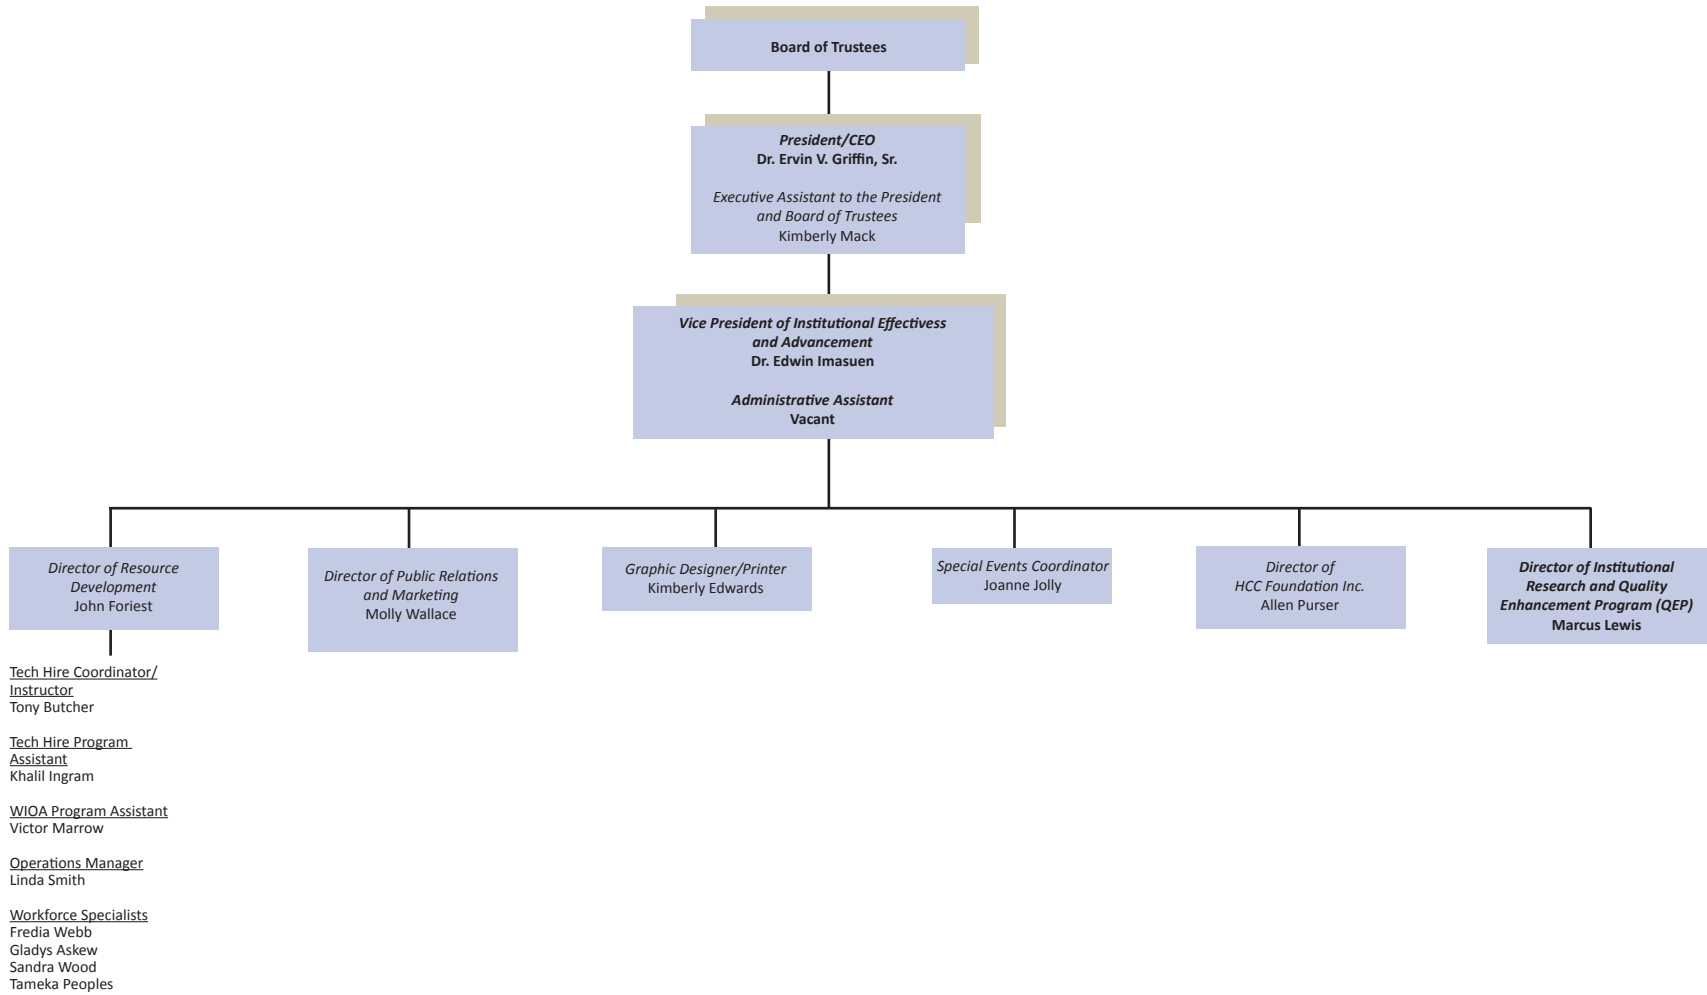 Board of Trustees
President/CEO
Dr. Ervin V. Griffin, Sr.
Executive Assistant to the President
and Board of Trustees
Kimberly Mack
Vice President of Institutional Effectivess
and Advancement
Dr. Edwin Imasuen
Administrative Assistant
Vacant
Director of Resource
Development
John Foriest
Director of Public Relations
and Marketing
Molly Wallace
Graphic Designer/Printer
Kimberly Edwards
Special Events Coordinator
Joanne Jolly
Director of
HCC Foundation Inc.
Allen Purser
Director of Institutional
Research and Quality
Enhancement Program (QEP)
Marcus Lewis
Tech Hire Coordinator/
Instructor
Tony Butcher
Tech Hire Program
Assistant
Khalil Ingram
WIOA Program Assistant
Victor Marrow
Operations Manager
Linda Smith
Workforce Specialists
Fredia Webb
Gladys Askew
Sandra Wood
Tameka Peoples